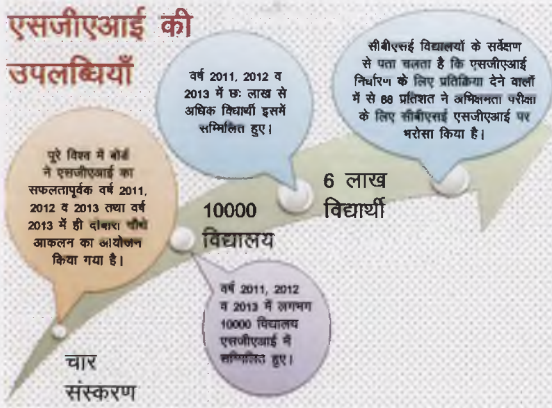 एसजीएआई की
उपलब्धियाँ
पूरे विश्व में बोर्ड
ने एसजीएआई का
सफलतापूर्वक वर्ष 2011,
2012 व 2013 तथा वर्ष
2013 में ही दोबारा चौथे
आकलन का आयोजन
किया गया है।
चार
संस्करण
वर्ष 2011, 2012 व
2013 में छः लाख से
अधिक विद्यार्थी इसमें
सम्मिलित हुए।
10000
विद्यालय
वर्ष 2011, 2012
व 2013 में लगभग
10000 विद्यालय
एसजीएआई में
सम्मिलित हुए।
6 लाख
विद्यार्थी
सीबीएसई विद्यालयों के सर्वेक्षण
से पता चलता है कि एसजीएआई
निर्धारण के लिए प्रतिक्रिया देने वालों
में से 88 प्रतिशत ने अभिक्षमता परीक्षा
के लिए सीबीएसई एसजीएआई पर
भरोसा किया है।